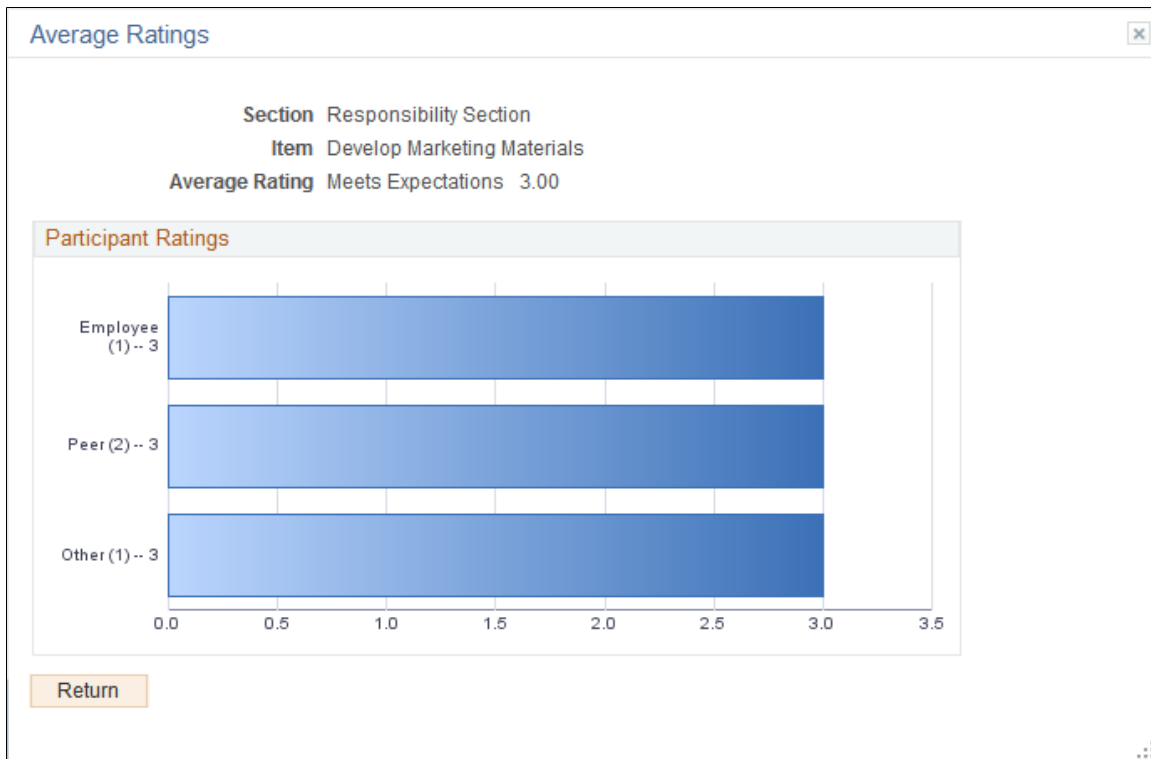 Average Ratings
Section Responsibility Section
Item Develop Marketing Materials
Average Rating Meets Expectations 3.00
Participant Ratings
Employee
(1) -- 3
Peer (2) -- 3
Other (1) -- 3
0.0 0.5 1.0 1.5 2.0 2.5 3.0 3.5
Return